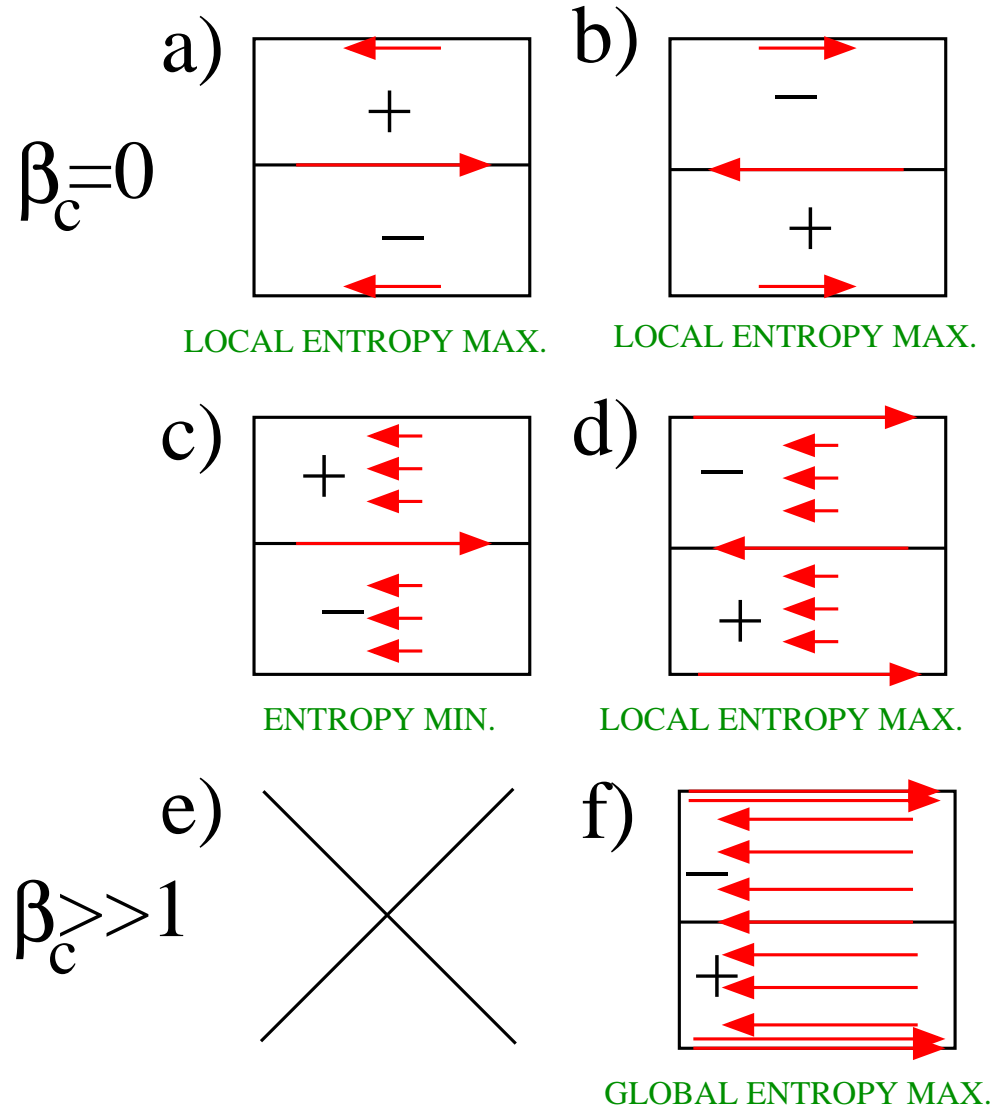 a) b)
+ −
β_c=0
− +
LOCAL ENTROPY MAX. LOCAL ENTROPY MAX.
c) d)
+ −
− +
ENTROPY MIN. LOCAL ENTROPY MAX.
e) f)
−
β_c>>1
+
GLOBAL ENTROPY MAX.